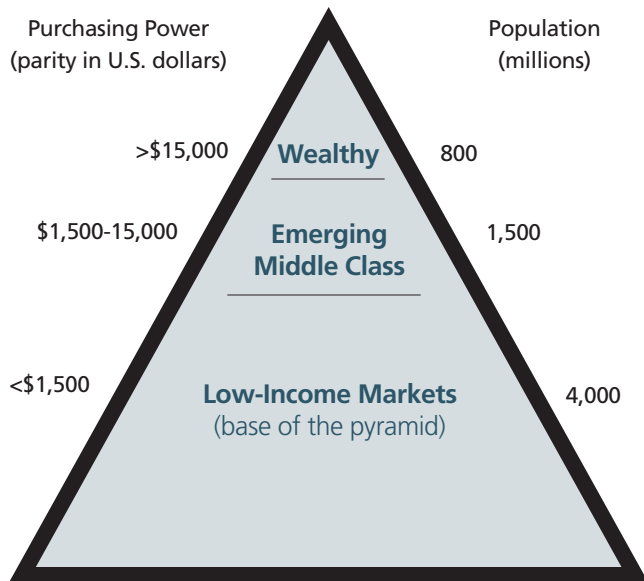 Purchasing Power
(parity in U.S. dollars)
Population
(millions)
>$15,000
Wealthy
800
$1,500-15,000
Emerging
Middle Class
1,500
<$1,500
Low-Income Markets
(base of the pyramid)
4,000